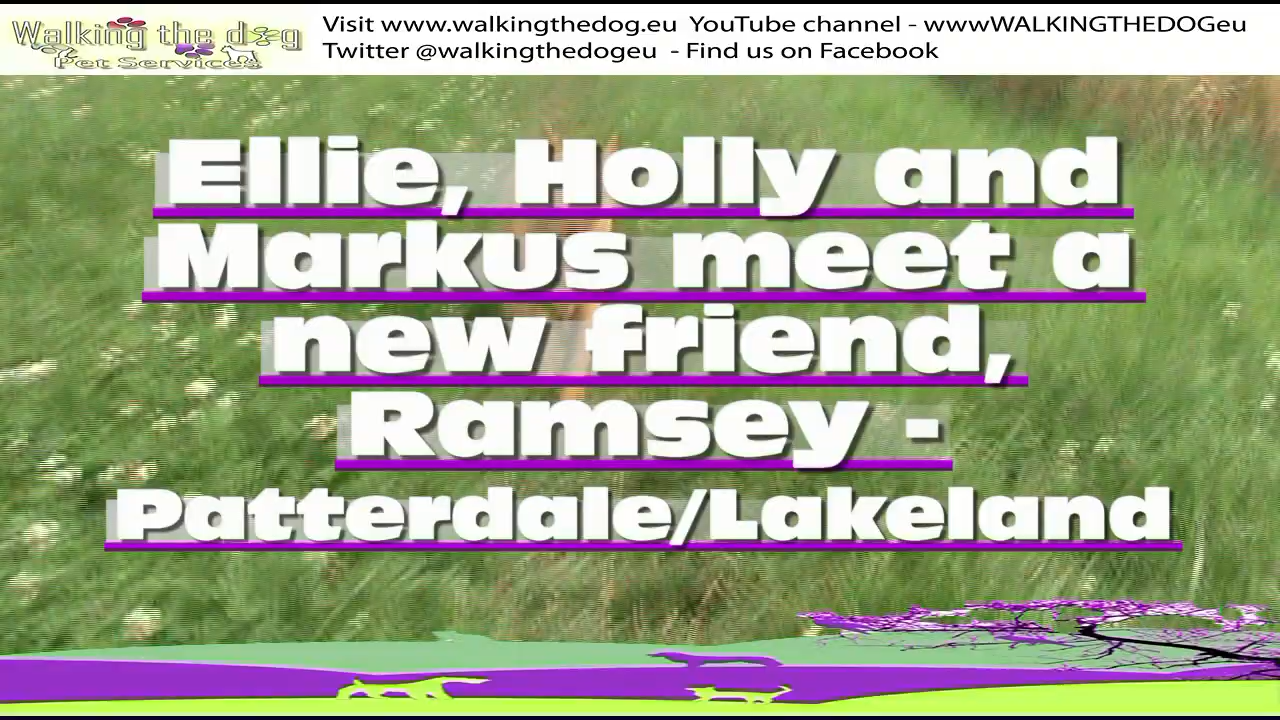 Walking the dog
Pet Services
Visit www.walkingthedog.eu  YouTube channel - wwwWALKINGTHEDOGeu
Twitter @walkingthedogeu  - Find us on Facebook
Ellie, Holly and
Markus meet a
new friend,
Ramsey -
Patterdale/Lakeland